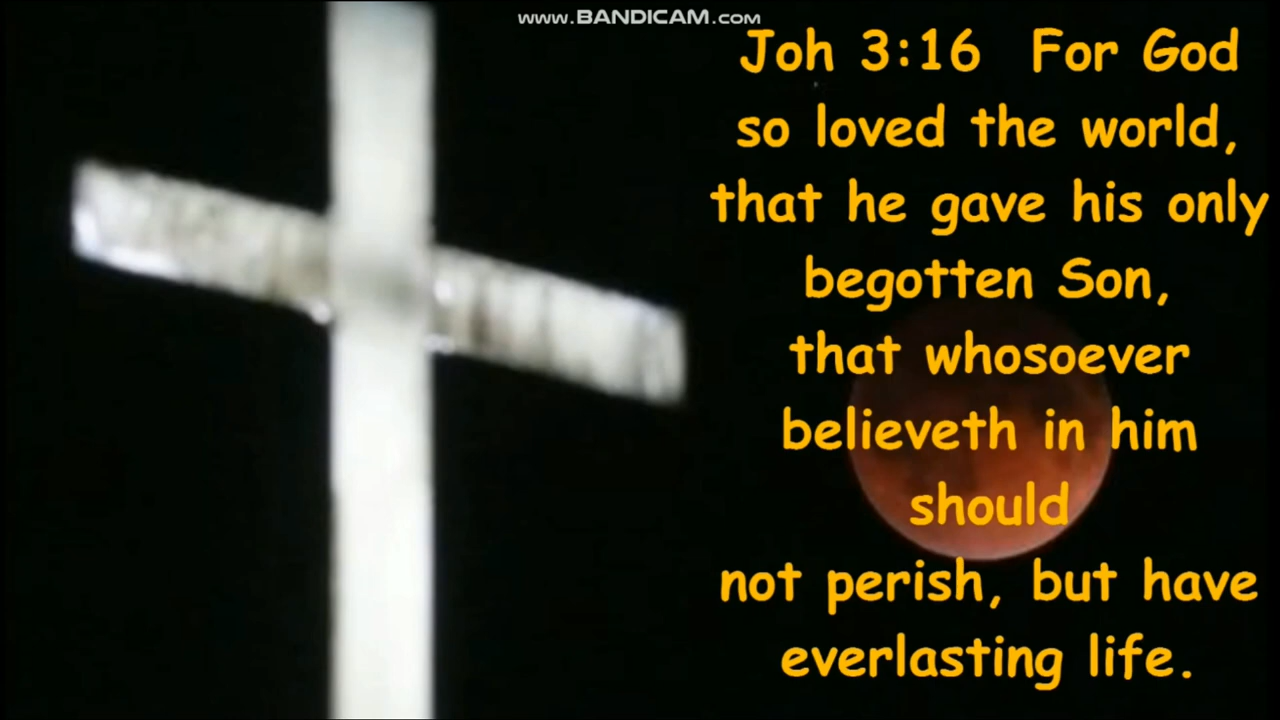 www.BANDICAM.com
Joh 3:16 For God
so loved the world,
that he gave his only
begotten Son,
that whosoever
believeth in him
should
not perish, but have
everlasting life.